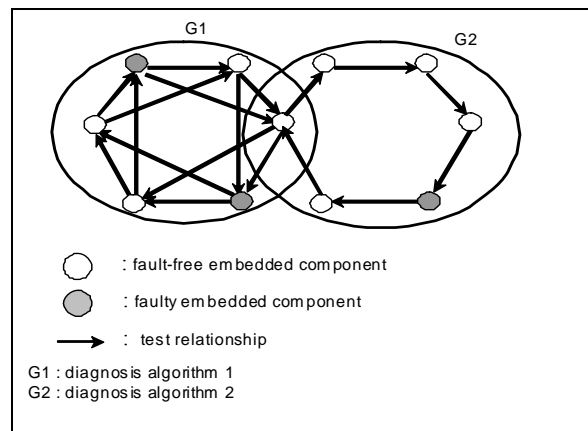 G1
G2
: fault-free embedded component
: faulty embedded component
: test relationship
G1 : diagnosis algorithm 1
G2 : diagnosis algorithm 2